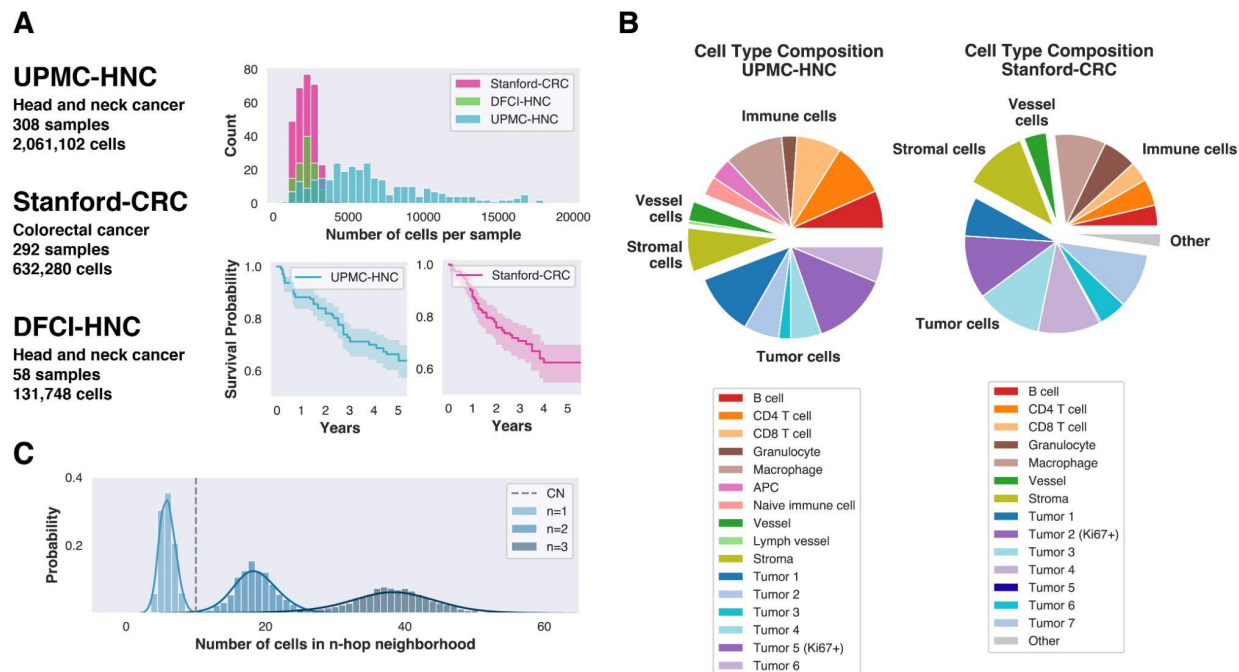 A
UPMC-HNC
Head and neck cancer
308 samples
2,061,102 cells
Stanford-CRC
Colorectal cancer
292 samples
632,280 cells
DFCI-HNC
Head and neck cancer
58 samples
131,748 cells
80
60
40
20
0
Count
Stanford-CRC
DFCI-HNC
UPMC-HNC
5000
10000
15000
20000
Number of cells per sample
1.0
0.8
0.6
Survival Probability
UPMC-HNC
0
1
2
3
4
5
Years
1.0
0.8
0.6
Stanford-CRC
0
1
2
3
4
5
Years
B
Cell Type Composition
UPMC-HNC
Immune cells
Vessel
cells
Stromal
cells
Tumor cells
B cell
CD4 T cell
CD8 T cell
Granulocyte
Macrophage
APC
Naive immune cell
Vessel
Lymph vessel
Stroma
Tumor 1
Tumor 2
Tumor 3
Tumor 4
Tumor 5 (Ki67+)
Tumor 6
Cell Type Composition
Stanford-CRC
Vessel
cells
Stromal cells
Immune cells
Other
Tumor cells
B cell
CD4 T cell
CD8 T cell
Granulocyte
Macrophage
Vessel
Stroma
Tumor 1
Tumor 2 (Ki67+)
Tumor 3
Tumor 4
Tumor 5
Tumor 6
Tumor 7
Other
C
0.4
0.2
Probability
CN
n=1
n=2
n=3
0
20
40
60
Number of cells in n-hop neighborhood